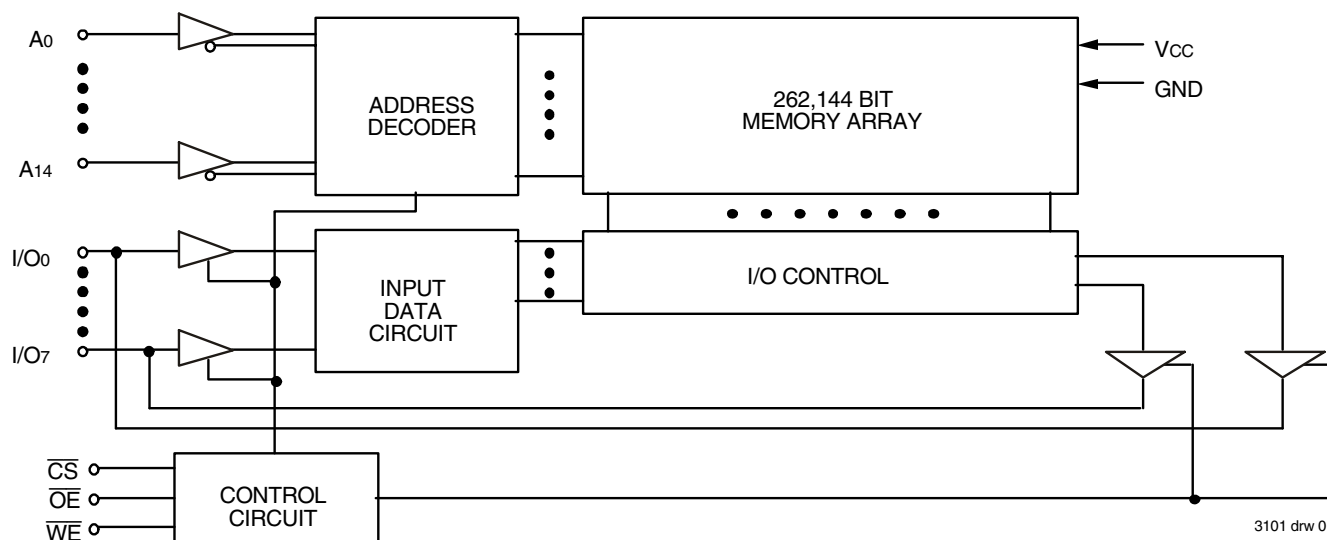 A0
ADDRESS
DECODER
262,144 BIT
MEMORY ARRAY
VCC
GND
A14
I/O0
INPUT
DATA
CIRCUIT
I/O CONTROL
I/O7
CS
OE
WE
CONTROL
CIRCUIT
3101 drw 0